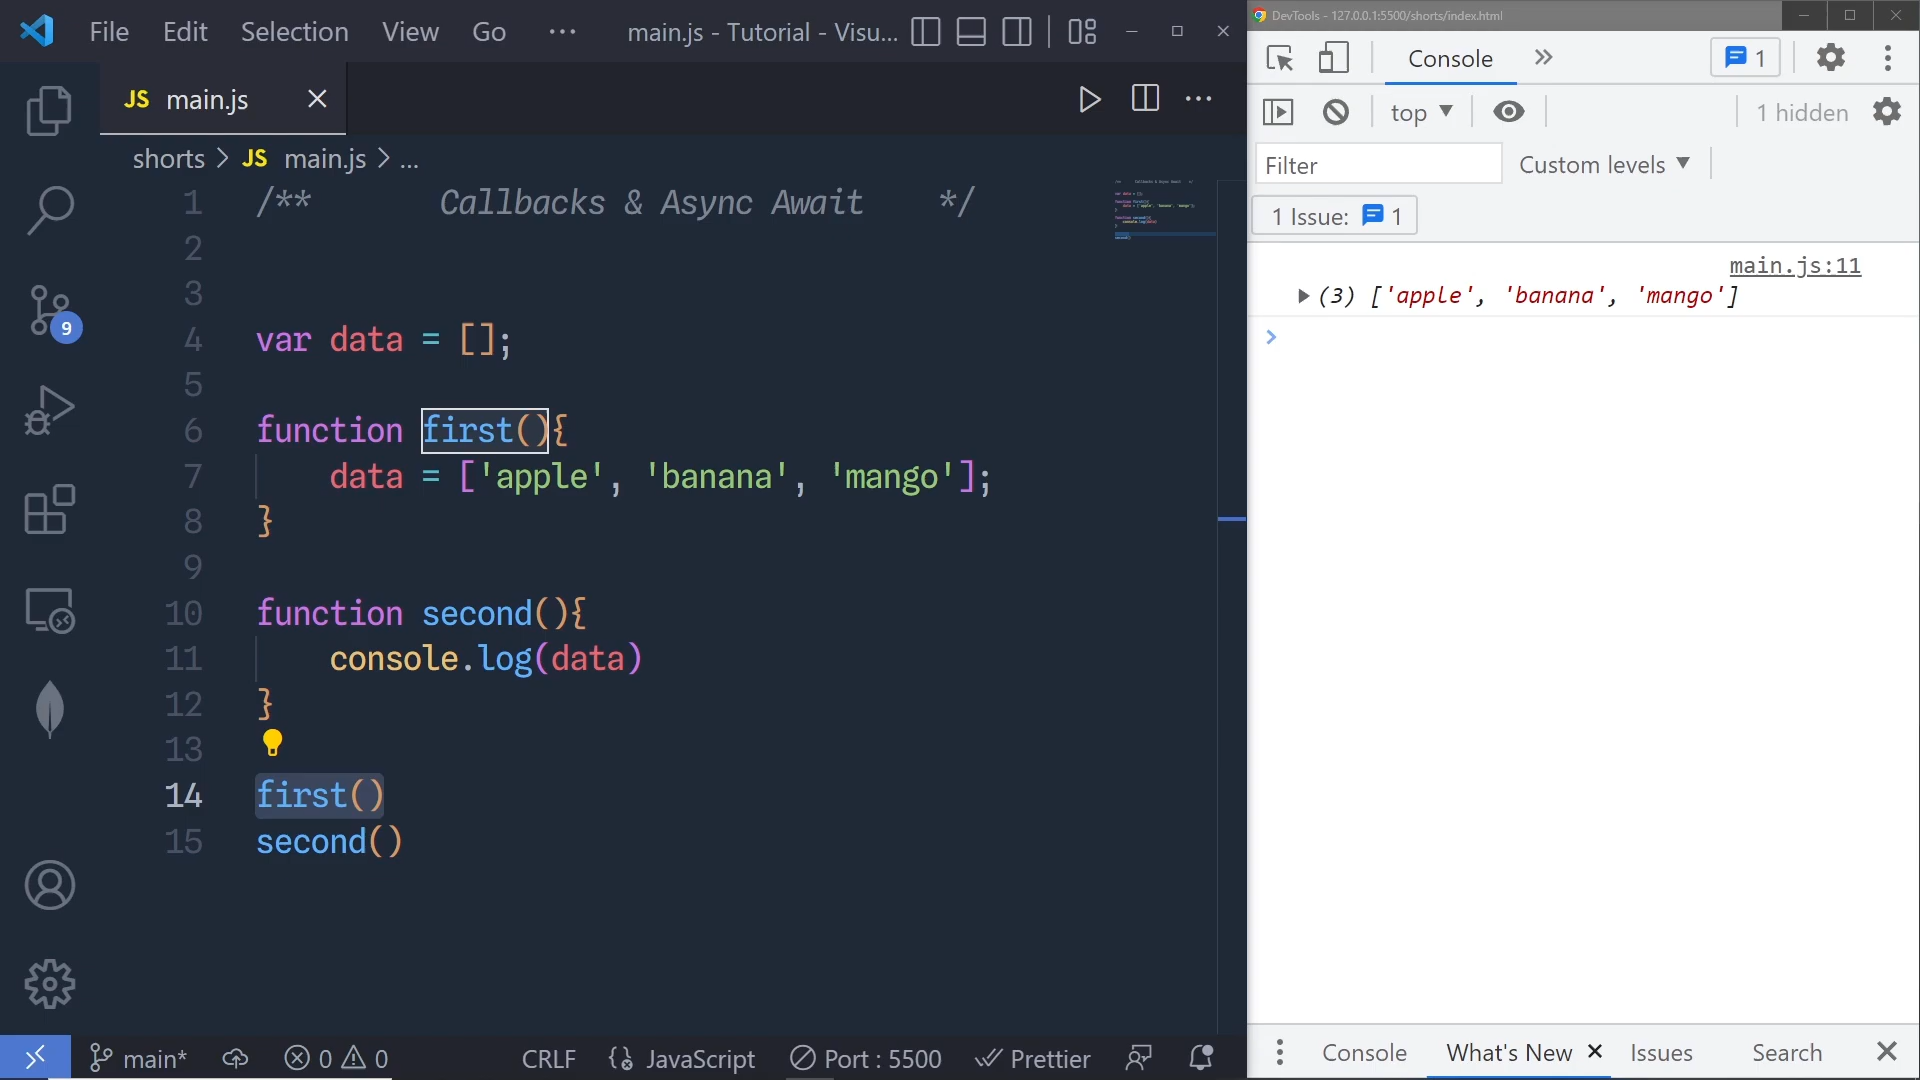 File Edit Selection View Go ··· main.js - Tutorial - Visu...
JS main.js
shorts > JS main.js > ...
1 /** Callbacks & Async Await */
2
3
4 var data = [];
5
6 function first(){
7 data = ['apple', 'banana', 'mango'];
8 }
9
10 function second(){
11 console.log(data)
12 }
13
14 first()
15 second()
9
main* 0 0 CRLF {} JavaScript Port : 5500 Prettier
DevTools - 127.0.0.1:5500/shorts/index.html
Console » 1
top ▼ 1 hidden
Filter Custom levels ▼
1 Issue: 1
main.js:11
▶ (3) ['apple', 'banana', 'mango']
>
Console What's New × Issues Search